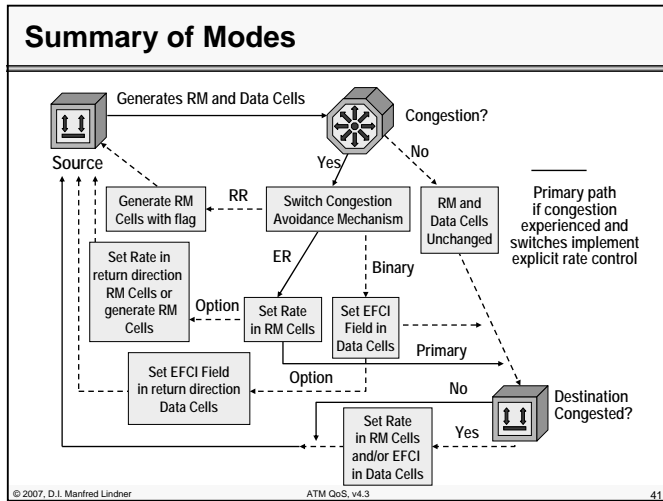 Summary of Modes
Generates RM and Data Cells
Congestion?
Source
Yes
No
Generate RM
Cells with flag
RR
Switch Congestion
Avoidance Mechanism
RM and
Data Cells
Unchanged
Primary path
if congestion
experienced and
switches implement
explicit rate control
Set Rate in
return direction
RM Cells or
generate RM
Cells
ER
Binary
Option
Set Rate
in RM Cells
Set EFCI
Field in
Data Cells
Primary
Set EFCI Field
in return direction
Data Cells
Option
No
Destination
Congested?
Set Rate
in RM Cells
and/or EFCI
in Data Cells
Yes
© 2007, D.I. Manfred Lindner
ATM QoS, v4.3
41